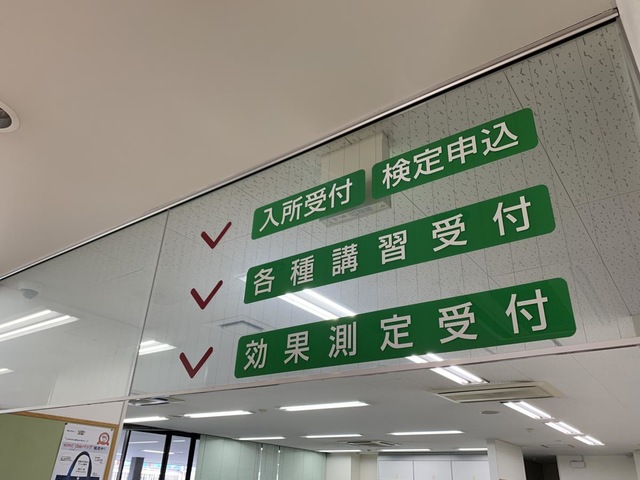 入所受付 検定申込
各種講習受付
効果測定受付